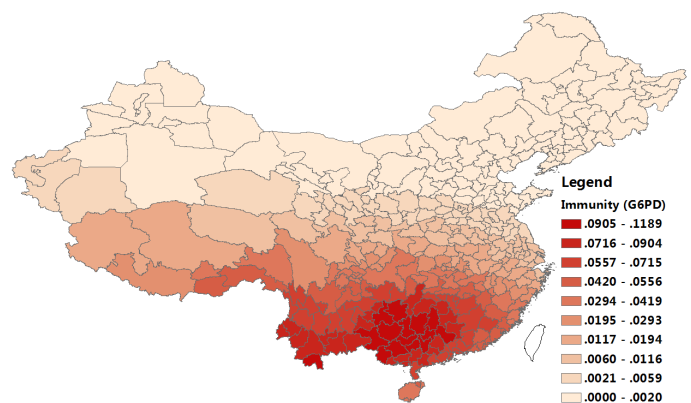 Legend
Immunity (G6PD)
.0905 - .1189
.0716 - .0904
.0557 - .0715
.0420 - .0556
.0294 - .0419
.0195 - .0293
.0117 - .0194
.0060 - .0116
.0021 - .0059
.0000 - .0020